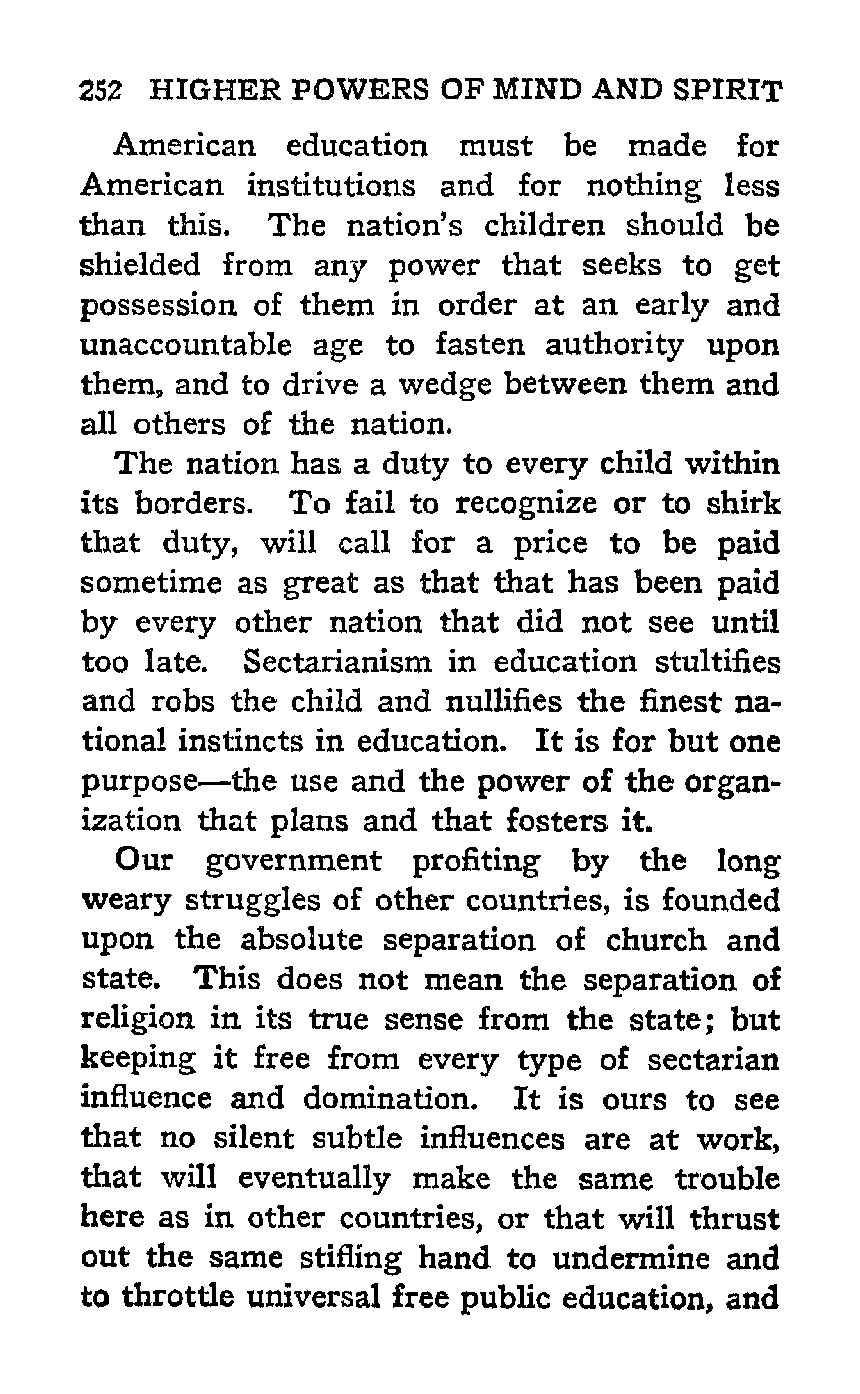 252 HIGHER POWERS OF MIND AND SPIRIT
American education must be made for
American institutions and for nothing less
than this. The nation's children should be
shielded from any power that seeks to get
possession of them in order at an early and
unaccountable age to fasten authority upon
them, and to drive a wedge between them and
all others of the nation.
The nation has a duty to every child within
its borders. To fail to recognize or to shirk
that duty, will call for a price to be paid
sometime as great as that that has been paid
by every other nation that did not see until
too late. Sectarianism in education stultifies
and robs the child and nullifies the finest na-
tional instincts in education. It is for but one
purpose—the use and the power of the organ-
ization that plans and that fosters it.
Our government profiting by the long
weary struggles of other countries, is founded
upon the absolute separation of church and
state. This does not mean the separation of
religion in its true sense from the state; but
keeping it free from every type of sectarian
influence and domination. It is ours to see
that no silent subtle influences are at work,
that will eventually make the same trouble
here as in other countries, or that will thrust
out the same stifling hand to undermine and
to throttle universal free public education, and